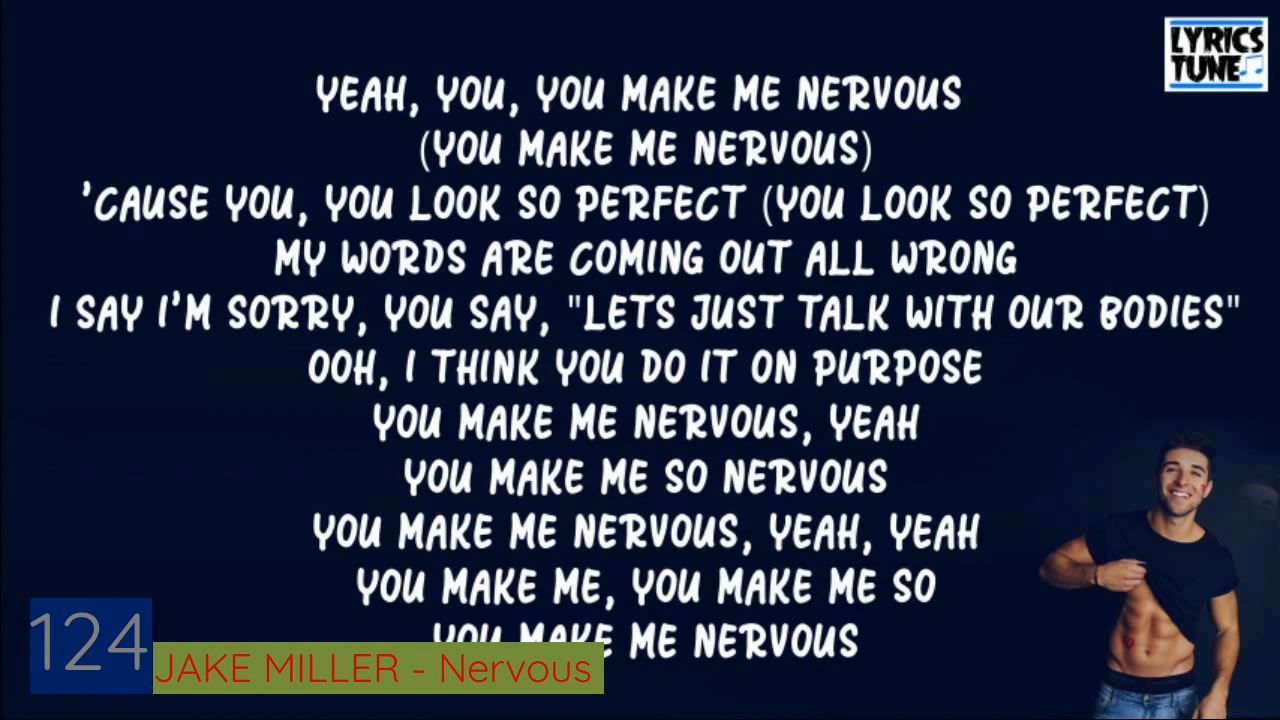 LYRICS
TUNE
YEAH, YOU, YOU MAKE ME NERVOUS
(YOU MAKE ME NERVOUS)
'CAUSE YOU, YOU LOOK SO PERFECT (YOU LOOK SO PERFECT)
MY WORDS ARE COMING OUT ALL WRONG
I SAY I'M SORRY, YOU SAY, "LETS JUST TALK WITH OUR BODIES"
OOH, I THINK YOU DO IT ON PURPOSE
YOU MAKE ME NERVOUS, YEAH
YOU MAKE ME SO NERVOUS
YOU MAKE ME NERVOUS, YEAH, YEAH
YOU MAKE ME, YOU MAKE ME SO
YOU MAKE ME NERVOUS
124
JAKE MILLER - Nervous